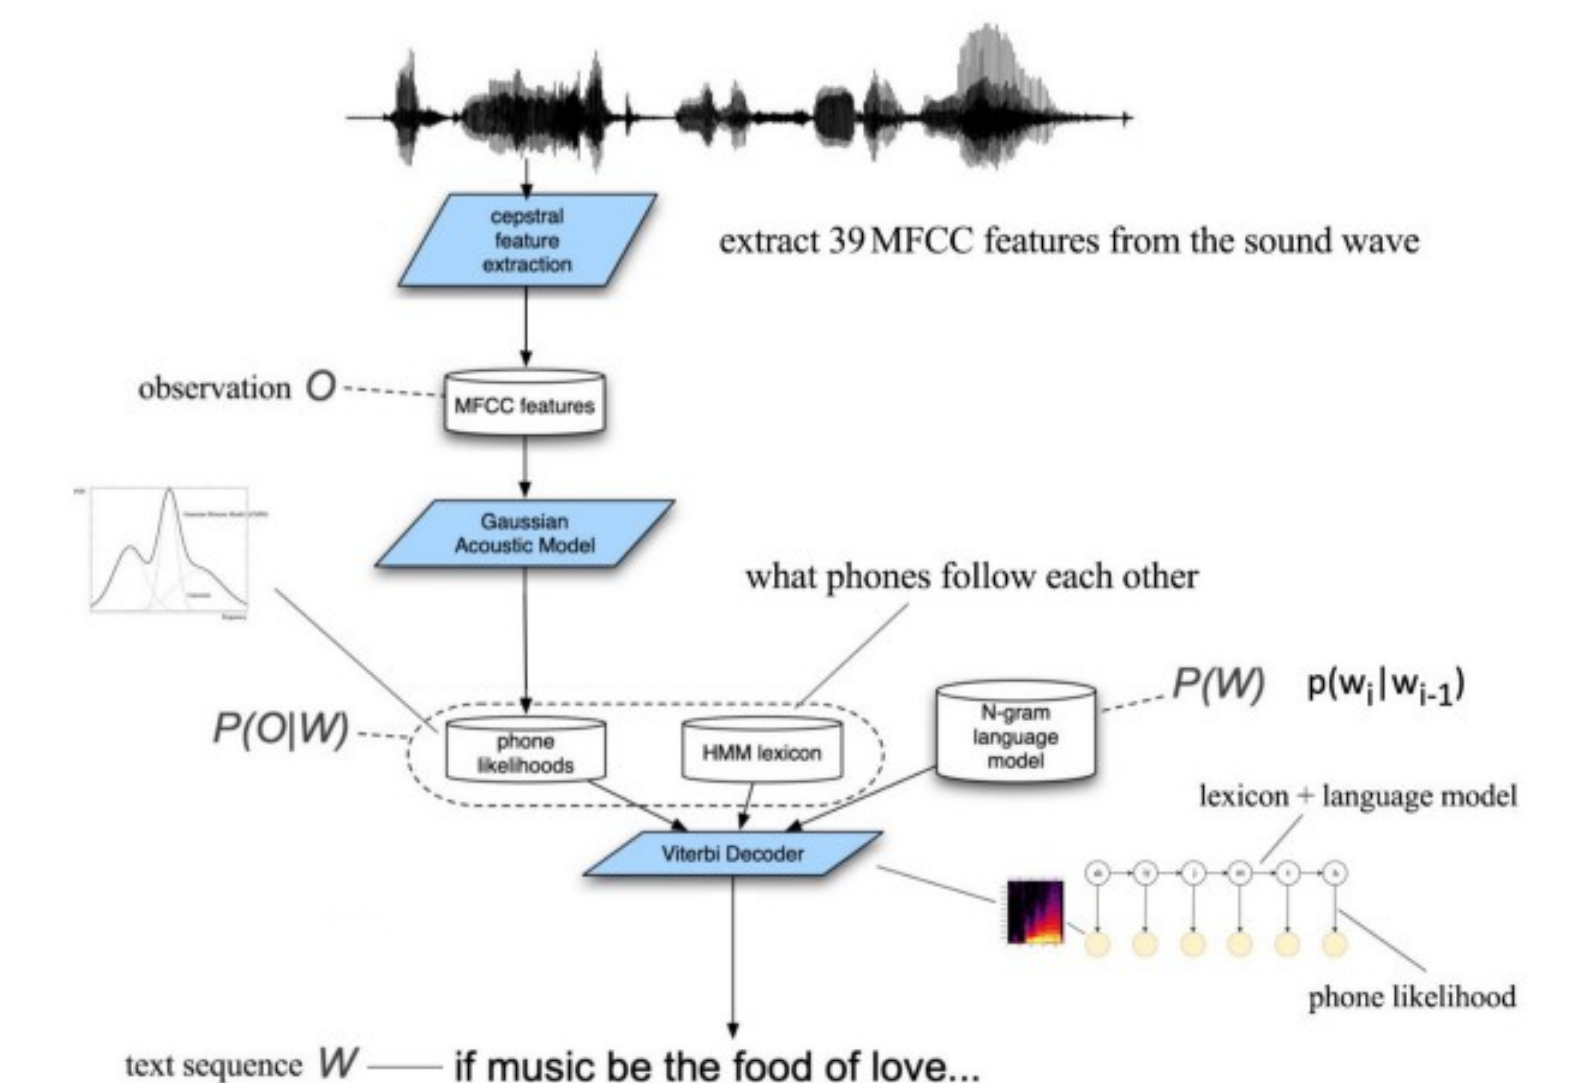 cepstral
feature
extraction
extract 39 MFCC features from the sound wave
observation O
MFCC features
Gaussian
Acoustic Model
what phones follow each other
P(O|W)
phone
likelihoods
HMM lexicon
N-gram
language
model
P(W) p(wi|wi-1)
lexicon + language model
Viterbi Decoder
phone likelihood
text sequence W
if music be the food of love...